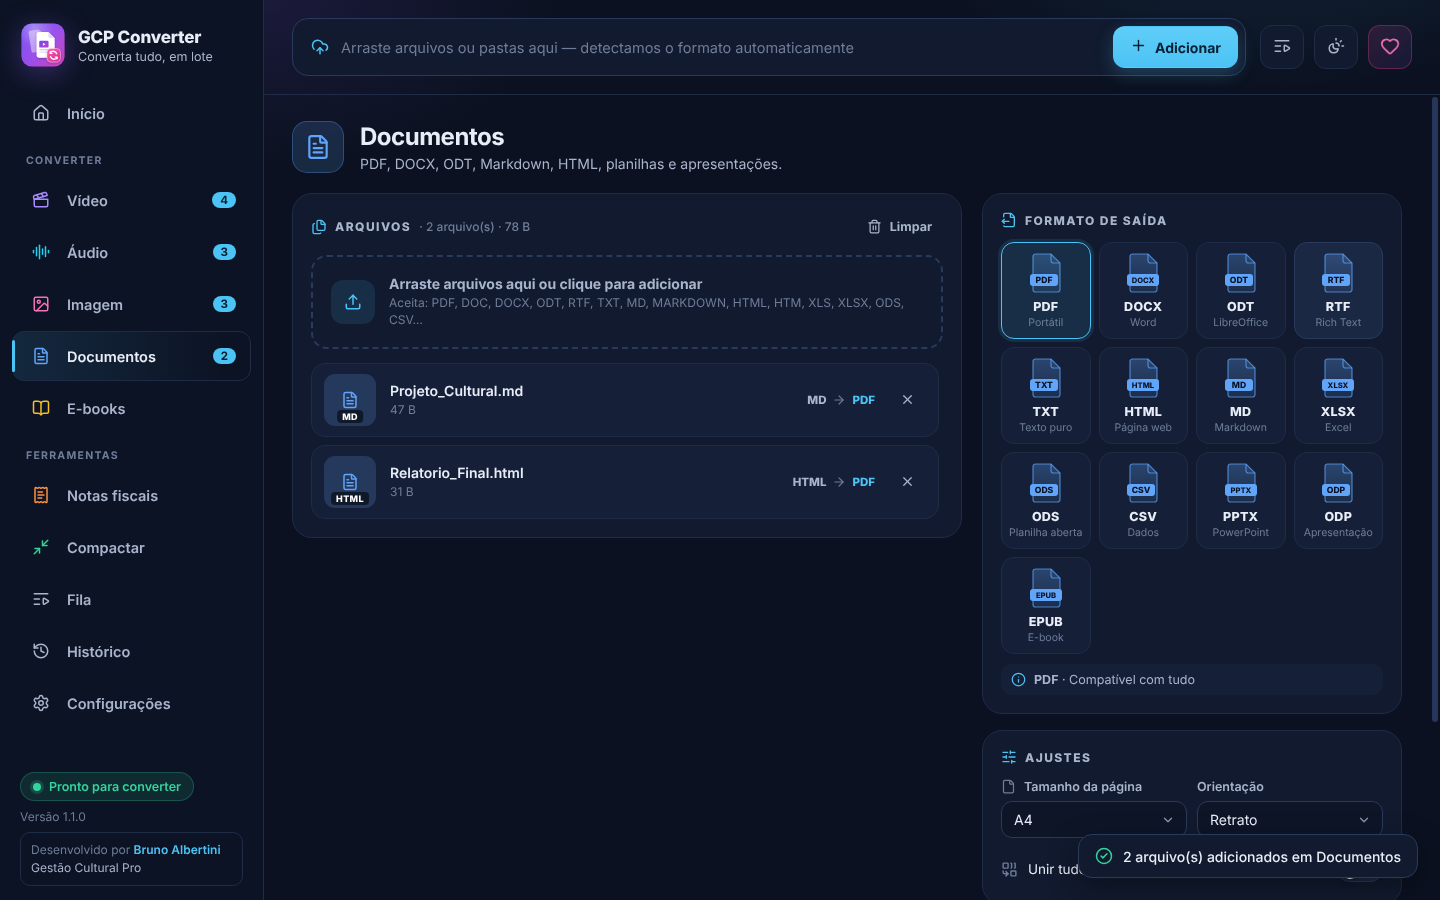 GCP Converter
Converta tudo, em lote
Início
CONVERTER
Vídeo 4
Áudio 3
Imagem 3
Documentos 2
E-books
FERRAMENTAS
Notas fiscais
Compactar
Fila
Histórico
Configurações
Pronto para converter
Versão 1.1.0
Desenvolvido por Bruno Albertini
Gestão Cultural Pro
Arraste arquivos ou pastas aqui — detectamos o formato automaticamente
Adicionar
Documentos
PDF, DOCX, ODT, Markdown, HTML, planilhas e apresentações.
ARQUIVOS · 2 arquivo(s) · 78 B
Limpar
Arraste arquivos aqui ou clique para adicionar
Aceita: PDF, DOC, DOCX, ODT, RTF, TXT, MD, MARKDOWN, HTML, HTM, XLS, XLSX, ODS,
CSV...
MD
Projeto_Cultural.md
47 B
MD → PDF
HTML
Relatorio_Final.html
31 B
HTML → PDF
FORMATO DE SAÍDA
PDF DOCX ODT RTF
PDF DOCX ODT RTF
Portátil Word LibreOffice Rich Text
TXT HTML MD XLSX
TXT HTML MD XLSX
Texto puro Página web Markdown Excel
ODS CSV PPTX ODP
ODS CSV PPTX ODP
Planilha aberta Dados PowerPoint Apresentação
EPUB
EPUB
E-book
PDF · Compatível com tudo
AJUSTES
Tamanho da página Orientação
A4 Retrato
Unir
2 arquivo(s) adicionados em Documentos